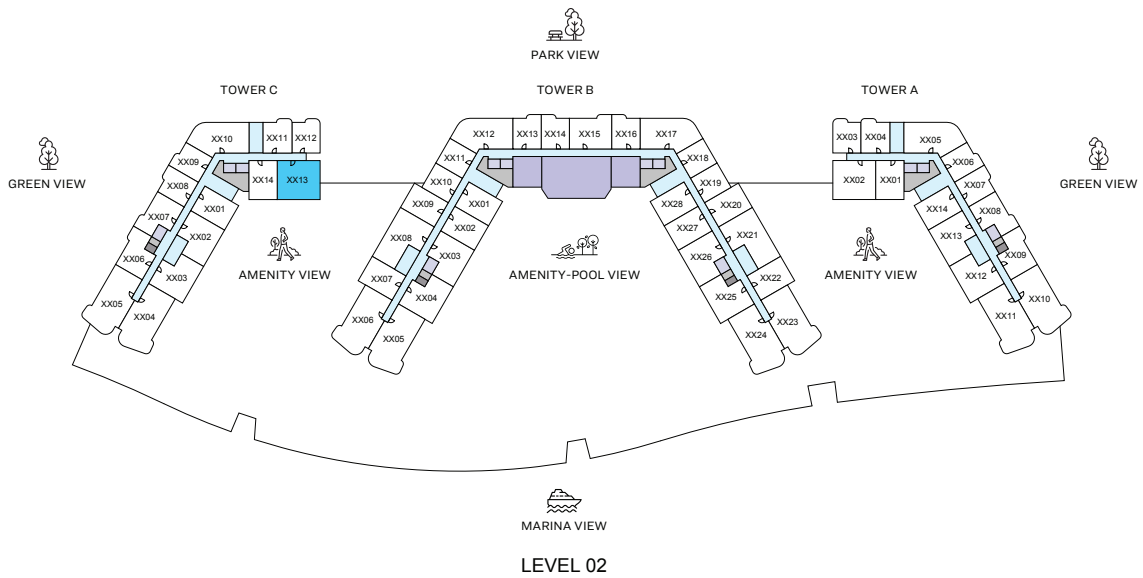 PARK VIEW
TOWER C
TOWER B
TOWER A
GREEN VIEW
GREEN VIEW
XX10
XX11
XX12
XX09
XX08
XX14
XX13
XX07
XX01
XX06
XX02
XX05
XX03
XX04
AMENITY VIEW
XX12
XX13
XX14
XX15
XX16
XX17
XX11
XX18
XX10
XX19
XX09
XX01
XX28
XX20
XX08
XX02
XX27
XX21
XX07
XX03
XX26
XX22
XX06
XX04
XX25
XX23
XX05
XX24
AMENITY-POOL VIEW
AMENITY VIEW
XX03
XX04
XX05
XX02
XX01
XX06
XX07
XX14
XX08
XX13
XX09
XX12
XX10
XX11
MARINA VIEW
LEVEL 02